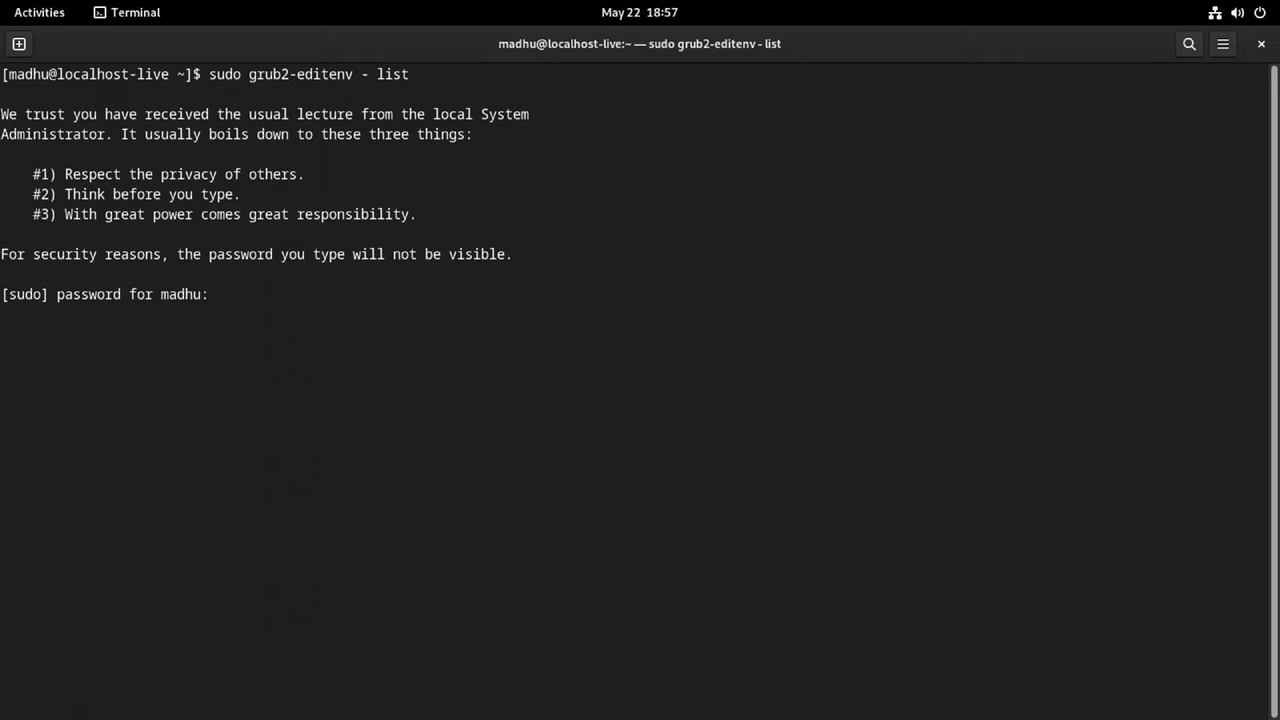 Activities
Terminal
May 22 18:57
madhu@localhost-live:~ — sudo grub2-editenv - list
[madhu@localhost-live ~]$ sudo grub2-editenv - list
We trust you have received the usual lecture from the local System
Administrator. It usually boils down to these three things:
#1) Respect the privacy of others.
#2) Think before you type.
#3) With great power comes great responsibility.
For security reasons, the password you type will not be visible.
[sudo] password for madhu: